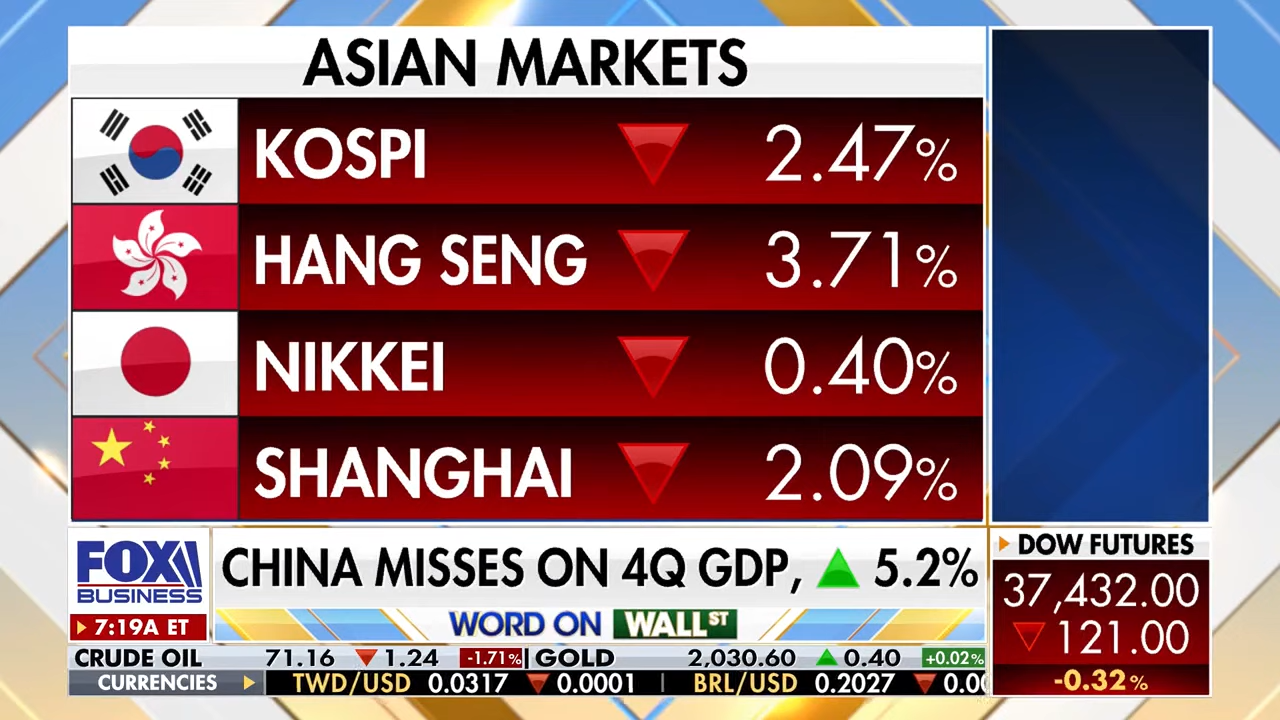 ASIAN MARKETS
KOSPI ▼ 2.47%
HANG SENG ▼ 3.71%
NIKKEI ▼ 0.40%
SHANGHAI ▼ 2.09%
FOX BUSINESS
7:19A ET
CHINA MISSES ON 4Q GDP, ▲ 5.2%
WORD ON WALL ST
DOW FUTURES
37,432.00
▼ 121.00
-0.32%
CRUDE OIL 71.16 ▼ 1.24 -1.71% GOLD 2,030.60 ▲ 0.40 +0.02%
CURRENCIES TWD/USD 0.0317 ▼ 0.0001 | BRL/USD 0.2027 ▼